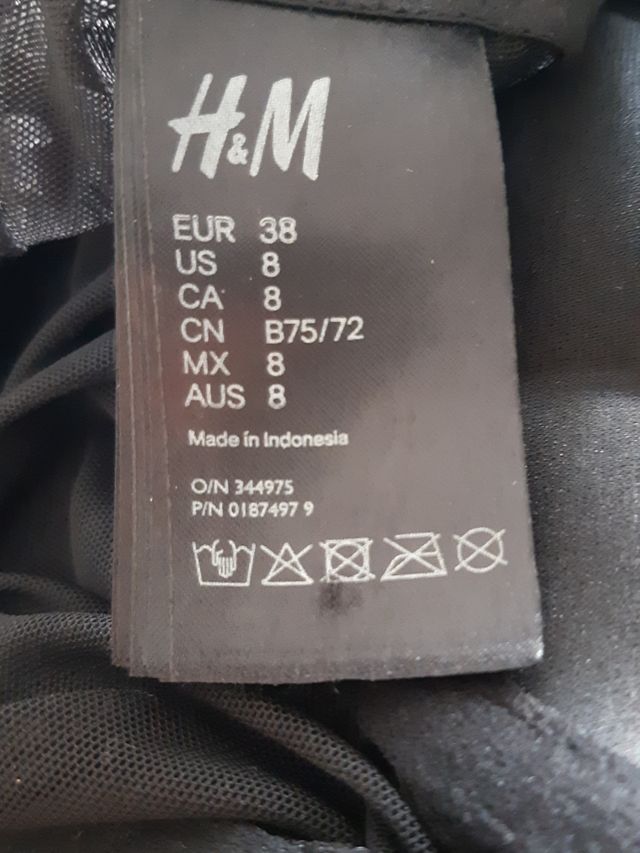 H&M
EUR 38
US 8
CA 8
CN B75/72
MX 8
AUS 8
Made in Indonesia
O/N 344975
P/N 0187497 9